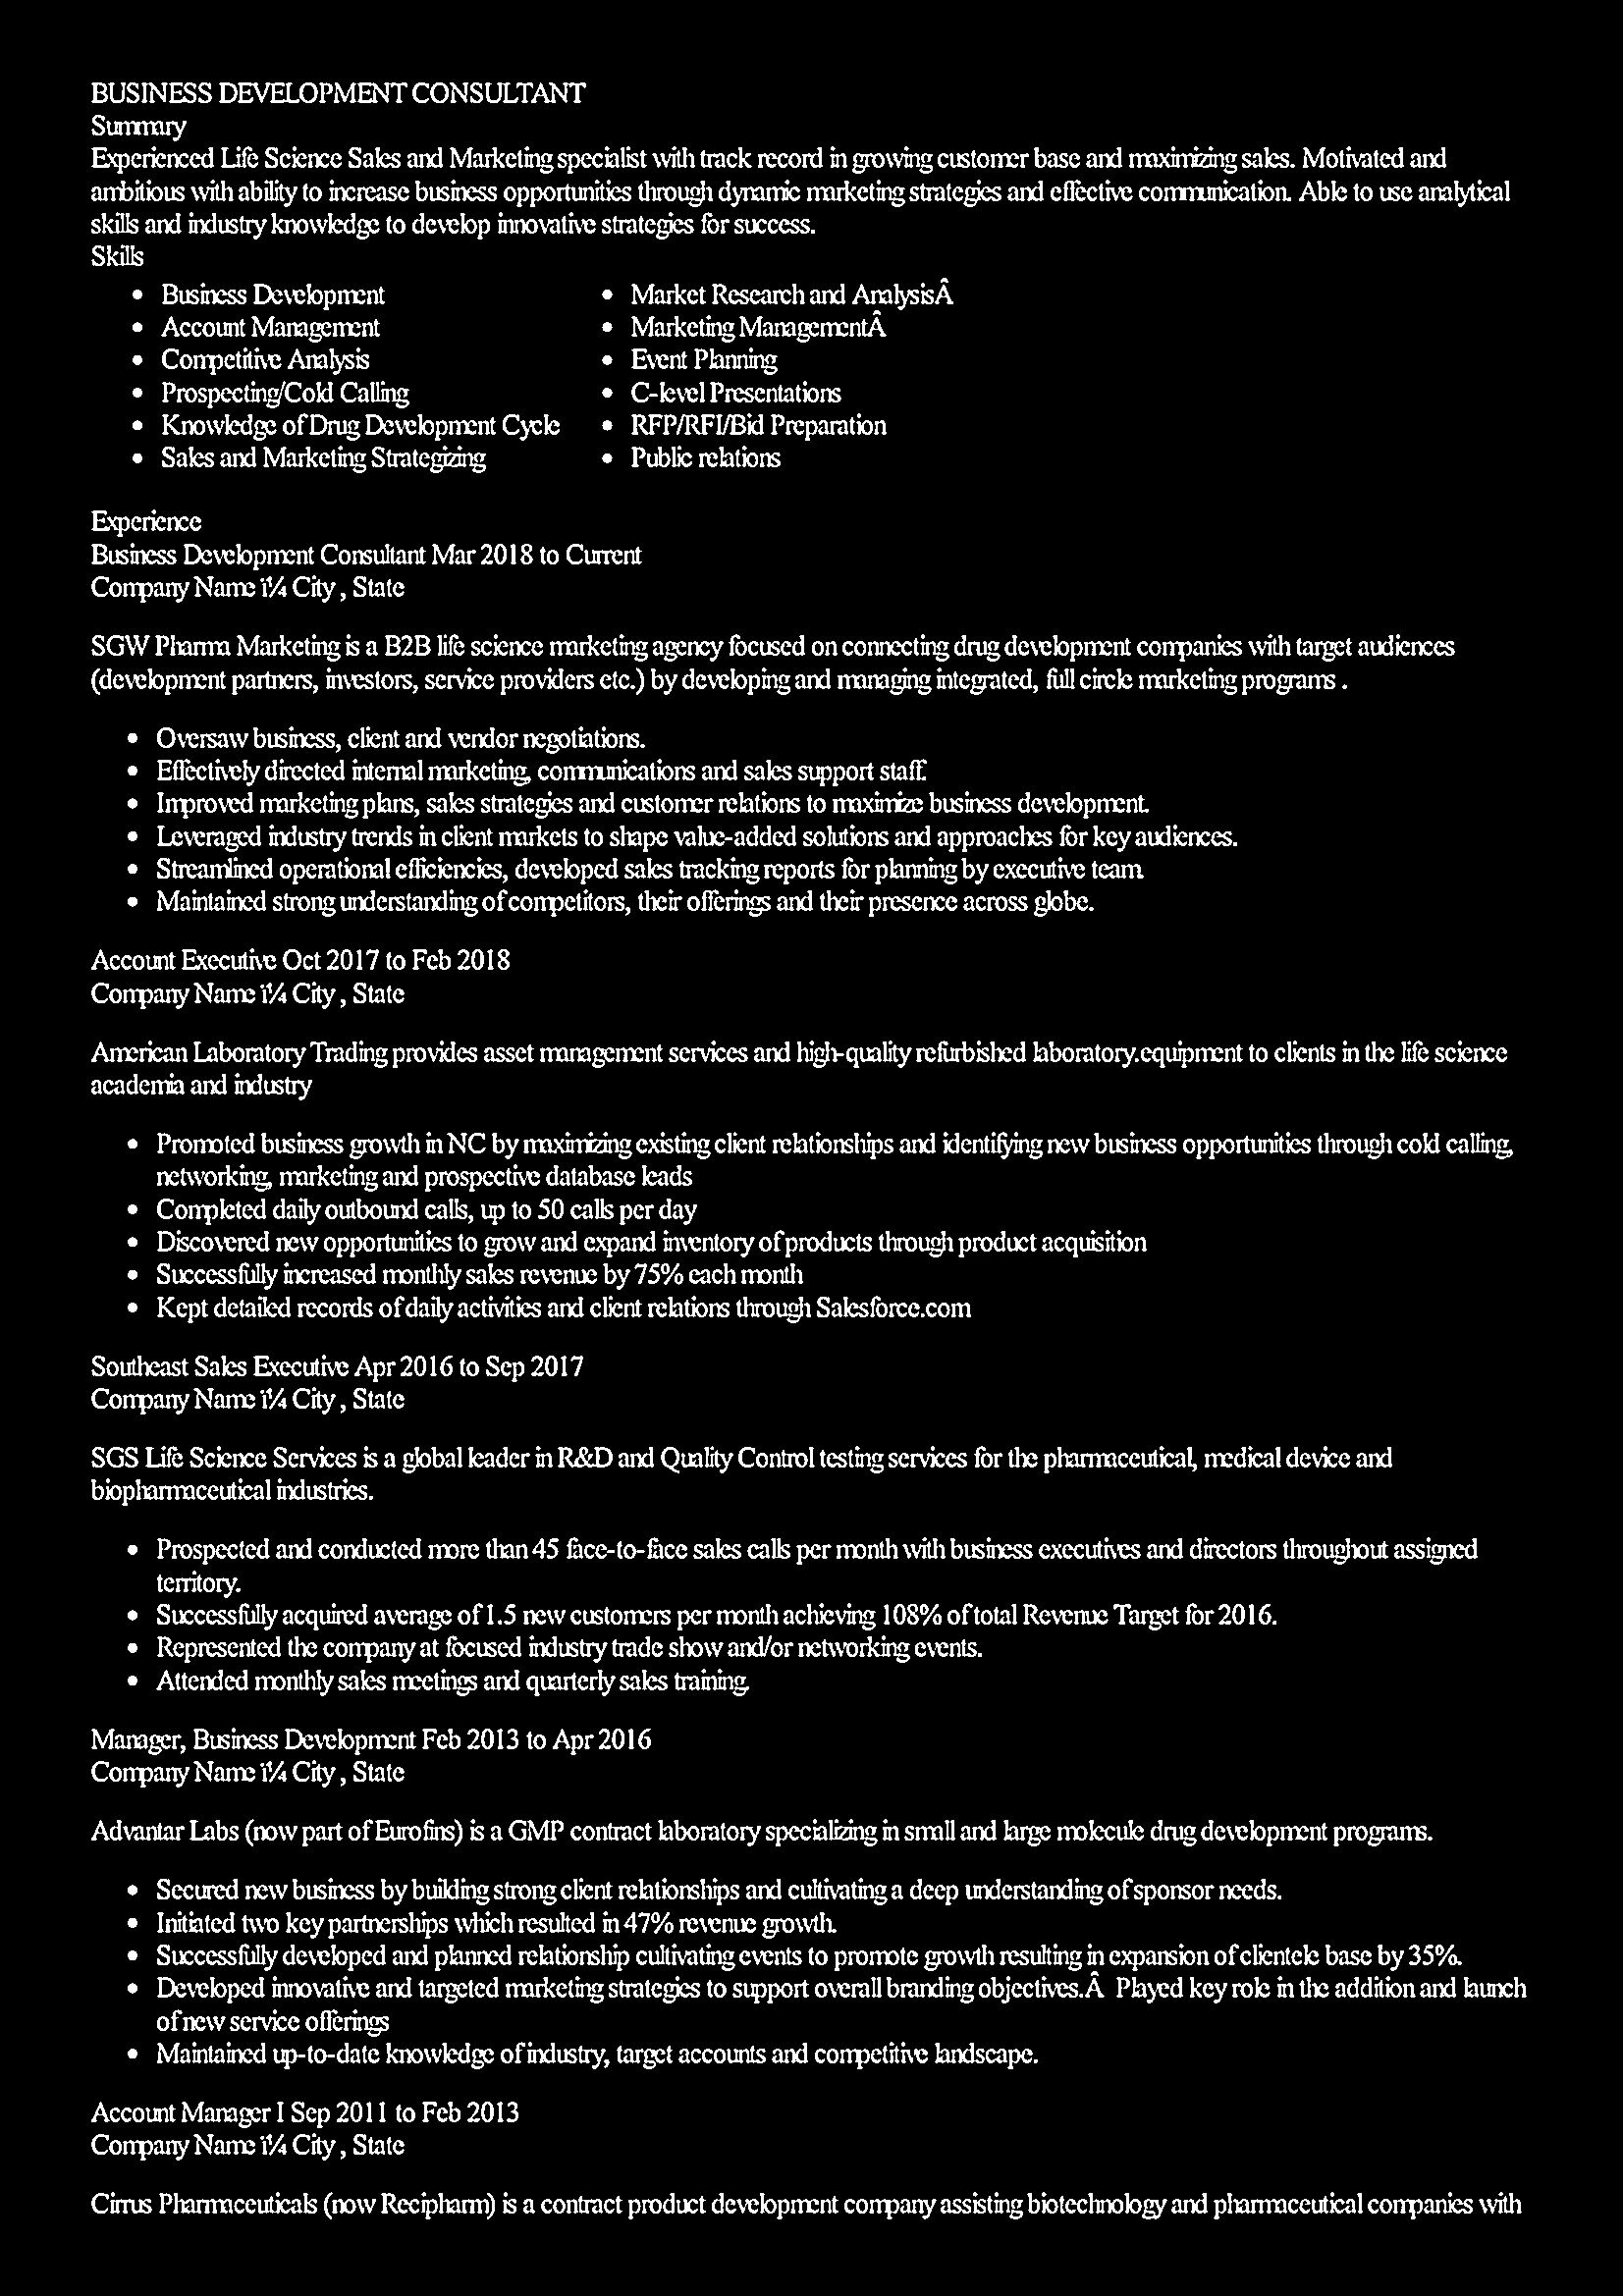 BUSINESS DEVELOPMENT CONSULTANT
Summary
Experienced Life Science Sales and Marketing specialist with track record in growing customer base and maximizing sales. Motivated and
ambitious with ability to increase business opportunities through dynamic marketing strategies and effective communication. Able to use analytical
skills and industry knowledge to develop innovative strategies for success.
Skills
• Business Development
• Account Management
• Competitive Analysis
• Prospecting/Cold Calling
• Knowledge of Drug Development Cycle
• Sales and Marketing Strategizing
• Market Research and AnalysisÂ
• Marketing ManagementÂ
• Event Planning
• C-level Presentations
• RFP/RFI/Bid Preparation
• Public relations
Experience
Business Development Consultant Mar 2018 to Current
Company Name ï¼ City , State
SGW Pharma Marketing is a B2B life science marketing agency focused on connecting drug development companies with target audiences
(development partners, investors, service providers etc.) by developing and managing integrated, full circle marketing programs .
• Oversaw business, client and vendor negotiations.
• Effectively directed internal marketing, communications and sales support staff.
• Improved marketing plans, sales strategies and customer relations to maximize business development.
• Leveraged industry trends in client markets to shape value-added solutions and approaches for key audiences.
• Streamlined operational efficiencies, developed sales tracking reports for planning by executive team.
• Maintained strong understanding of competitors, their offerings and their presence across globe.
Account Executive Oct 2017 to Feb 2018
Company Name ï¼ City , State
American Laboratory Trading provides asset management services and high-quality refurbished laboratory.equipment to clients in the life science
academia and industry
• Promoted business growth in NC by maximizing existing client relationships and identifying new business opportunities through cold calling,
networking, marketing and prospective database leads
• Completed daily outbound calls, up to 50 calls per day
• Discovered new opportunities to grow and expand inventory of products through product acquisition
• Successfully increased monthly sales revenue by 75% each month
• Kept detailed records of daily activities and client relations through Salesforce.com
Southeast Sales Executive Apr 2016 to Sep 2017
Company Name ï¼ City , State
SGS Life Science Services is a global leader in R&D and Quality Control testing services for the pharmaceutical, medical device and
biopharmaceutical industries.
• Prospected and conducted more than 45 face-to-face sales calls per month with business executives and directors throughout assigned
territory.
• Successfully acquired average of 1.5 new customers per month achieving 108% of total Revenue Target for 2016.
• Represented the company at focused industry trade show and/or networking events.
• Attended monthly sales meetings and quarterly sales training.
Manager, Business Development Feb 2013 to Apr 2016
Company Name ï¼ City , State
Advantar Labs (now part of Eurofins) is a GMP contract laboratory specializing in small and large molecule drug development programs.
• Secured new business by building strong client relationships and cultivating a deep understanding of sponsor needs.
• Initiated two key partnerships which resulted in 47% revenue growth.
• Successfully developed and planned relationship cultivating events to promote growth resulting in expansion of clientele base by 35%.
• Developed innovative and targeted marketing strategies to support overall branding objectives.Â  Played key role in the addition and launch
of new service offerings
• Maintained up-to-date knowledge of industry, target accounts and competitive landscape.
Account Manager I Sep 2011 to Feb 2013
Company Name ï¼ City , State
Cirrus Pharmaceuticals (now Recipharm) is a contract product development company assisting biotechnology and pharmaceutical companies with